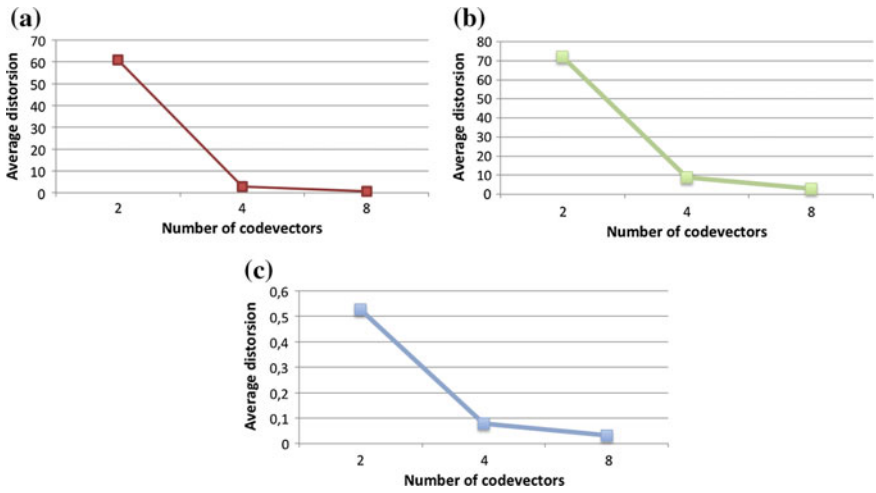 (a)
70
60
50
40
30
20
10
0
Average distorsion
2 4 8
Number of codevectors
(b)
80
70
60
50
40
30
20
10
0
Average distorsion
2 4 8
Number of codevectors
(c)
0,6
0,5
0,4
0,3
0,2
0,1
0
Average distorsion
2 4 8
Number of codevectors